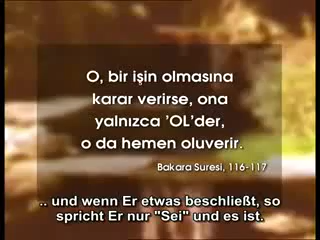 O, bir işin olmasına
karar verirse, ona
yalnızca 'OL'der,
o da hemen oluverir.
Bakara Suresi, 116-117
.. und wenn Er etwas beschließt, so
spricht Er nur "Sei" und es ist.